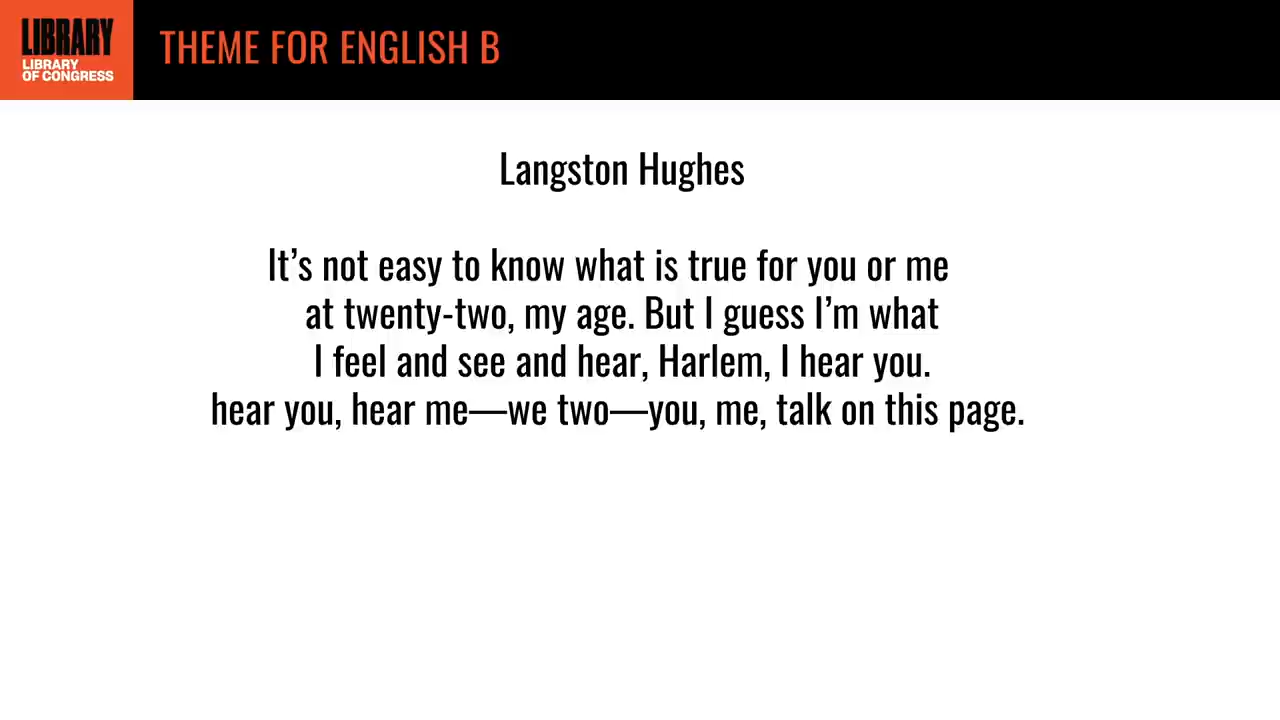 LIBRARY
LIBRARY
OF CONGRESS
THEME FOR ENGLISH B
Langston Hughes
It’s not easy to know what is true for you or me
at twenty-two, my age. But I guess I’m what
I feel and see and hear, Harlem, I hear you.
hear you, hear me—we two—you, me, talk on this page.